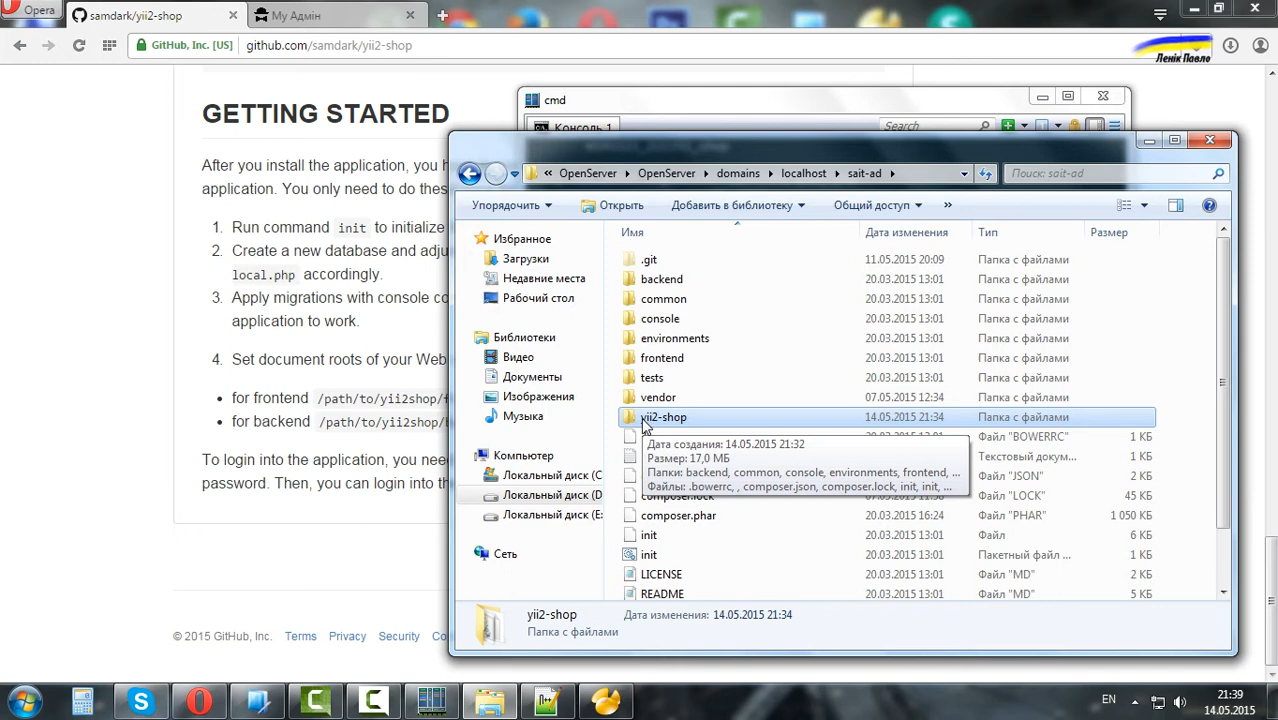 Opera
samdark/yii2-shop
Му Адмін
GitHub, Inc. [US]
github.com/samdark/yii2-shop
Ленік Павло
GETTING STARTED
After you install the application, you h
application. You only need to do these
1. Run command init to initialize
2. Create a new database and adju
local.php accordingly.
3. Apply migrations with console co
application to work.
4. Set document roots of your Web
• for frontend /path/to/yii2shop/f
• for backend /path/to/yii2shop/
To login into the application, you need
password. Then, you can login into the
© 2015 GitHub, Inc. Terms Privacy Security Co
cmd
Консоль 1
Search
« OpenServer OpenServer domains localhost sait-ad
Поиск: sait-ad
Упорядочить Открыть Добавить в библиотеку Общий доступ »
Избранное
Загрузки
Недавние места
Рабочий стол
Библиотеки
Видео
Документы
Изображения
Музыка
Компьютер
Локальный диск (C
Локальный диск (D
Локальный диск (E:
Сеть
Имя Дата изменения Тип Размер
.git 11.05.2015 20:09 Папка с файлами
backend 20.03.2015 13:01 Папка с файлами
common 20.03.2015 13:01 Папка с файлами
console 20.03.2015 13:01 Папка с файлами
environments 20.03.2015 13:01 Папка с файлами
frontend 20.03.2015 13:01 Папка с файлами
tests 20.03.2015 13:01 Папка с файлами
vendor 07.05.2015 12:34 Папка с файлами
yii2-shop 14.05.2015 21:34 Папка с файлами
Файл "BOWERRC" 1 КБ
Текстовый докум... 1 КБ
Файл "JSON" 2 КБ
Файл "LOCK" 45 КБ
composer.phar 20.03.2015 16:24 Файл "PHAR" 1 050 КБ
init 20.03.2015 13:01 Файл 6 КБ
init 20.03.2015 13:01 Пакетный файл ... 1 КБ
LICENSE 20.03.2015 13:01 Файл "MD" 2 КБ
README 20.03.2015 13:01 Файл "MD" 5 КБ
Дата создания: 14.05.2015 21:32
Размер: 17,0 МБ
Папки: backend, common, console, environments, frontend, ...
Файлы: .bowerrc, , composer.json, composer.lock, init, init, ...
yii2-shop Дата изменения: 14.05.2015 21:34
Папка с файлами
EN
21:39
14.05.2015